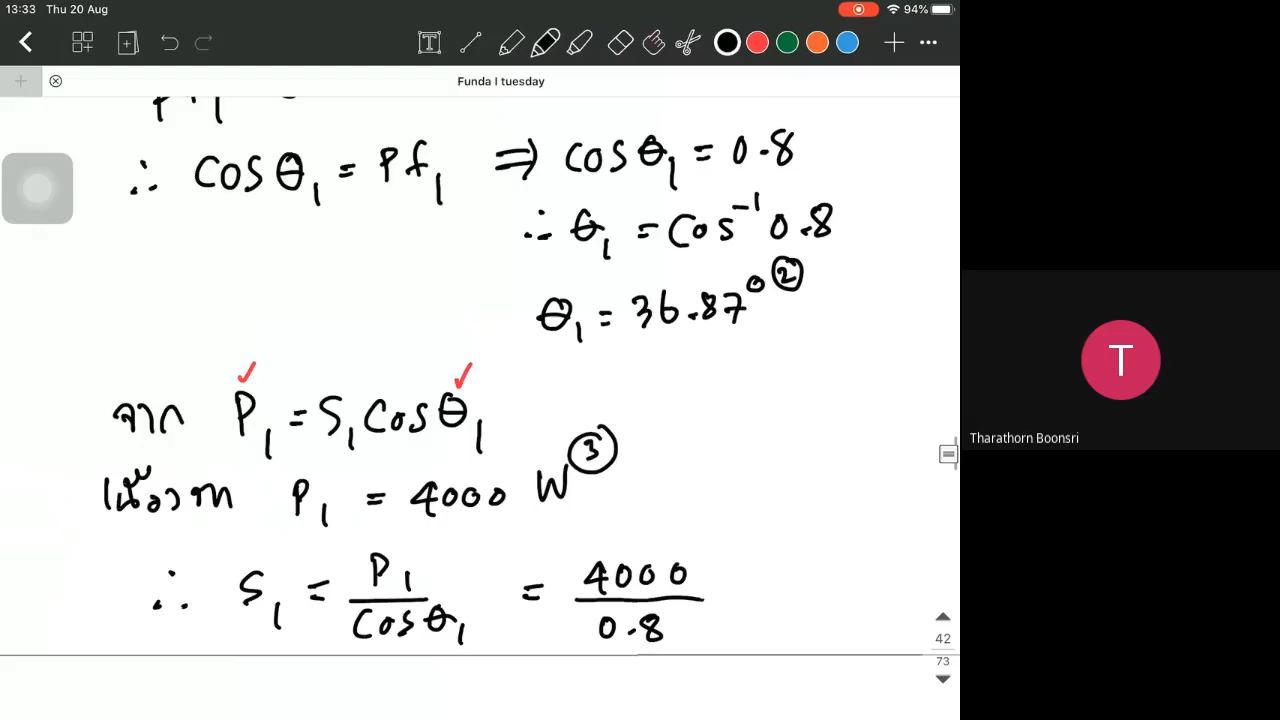 13:33 Thu 20 Aug
94%
Funda I tuesday
∴ cos θ₁ = Pf₁ ⇒ cos θ₁ = 0.8
∴ θ₁ = cos⁻¹ 0.8
θ₁ = 36.87° ②
จาก P₁ = S₁ cos θ₁
เนื่องจาก P₁ = 4000 W ③
∴ S₁ = P₁ / cos θ₁ = 4000 / 0.8
42
73
T
Tharathorn Boonsri